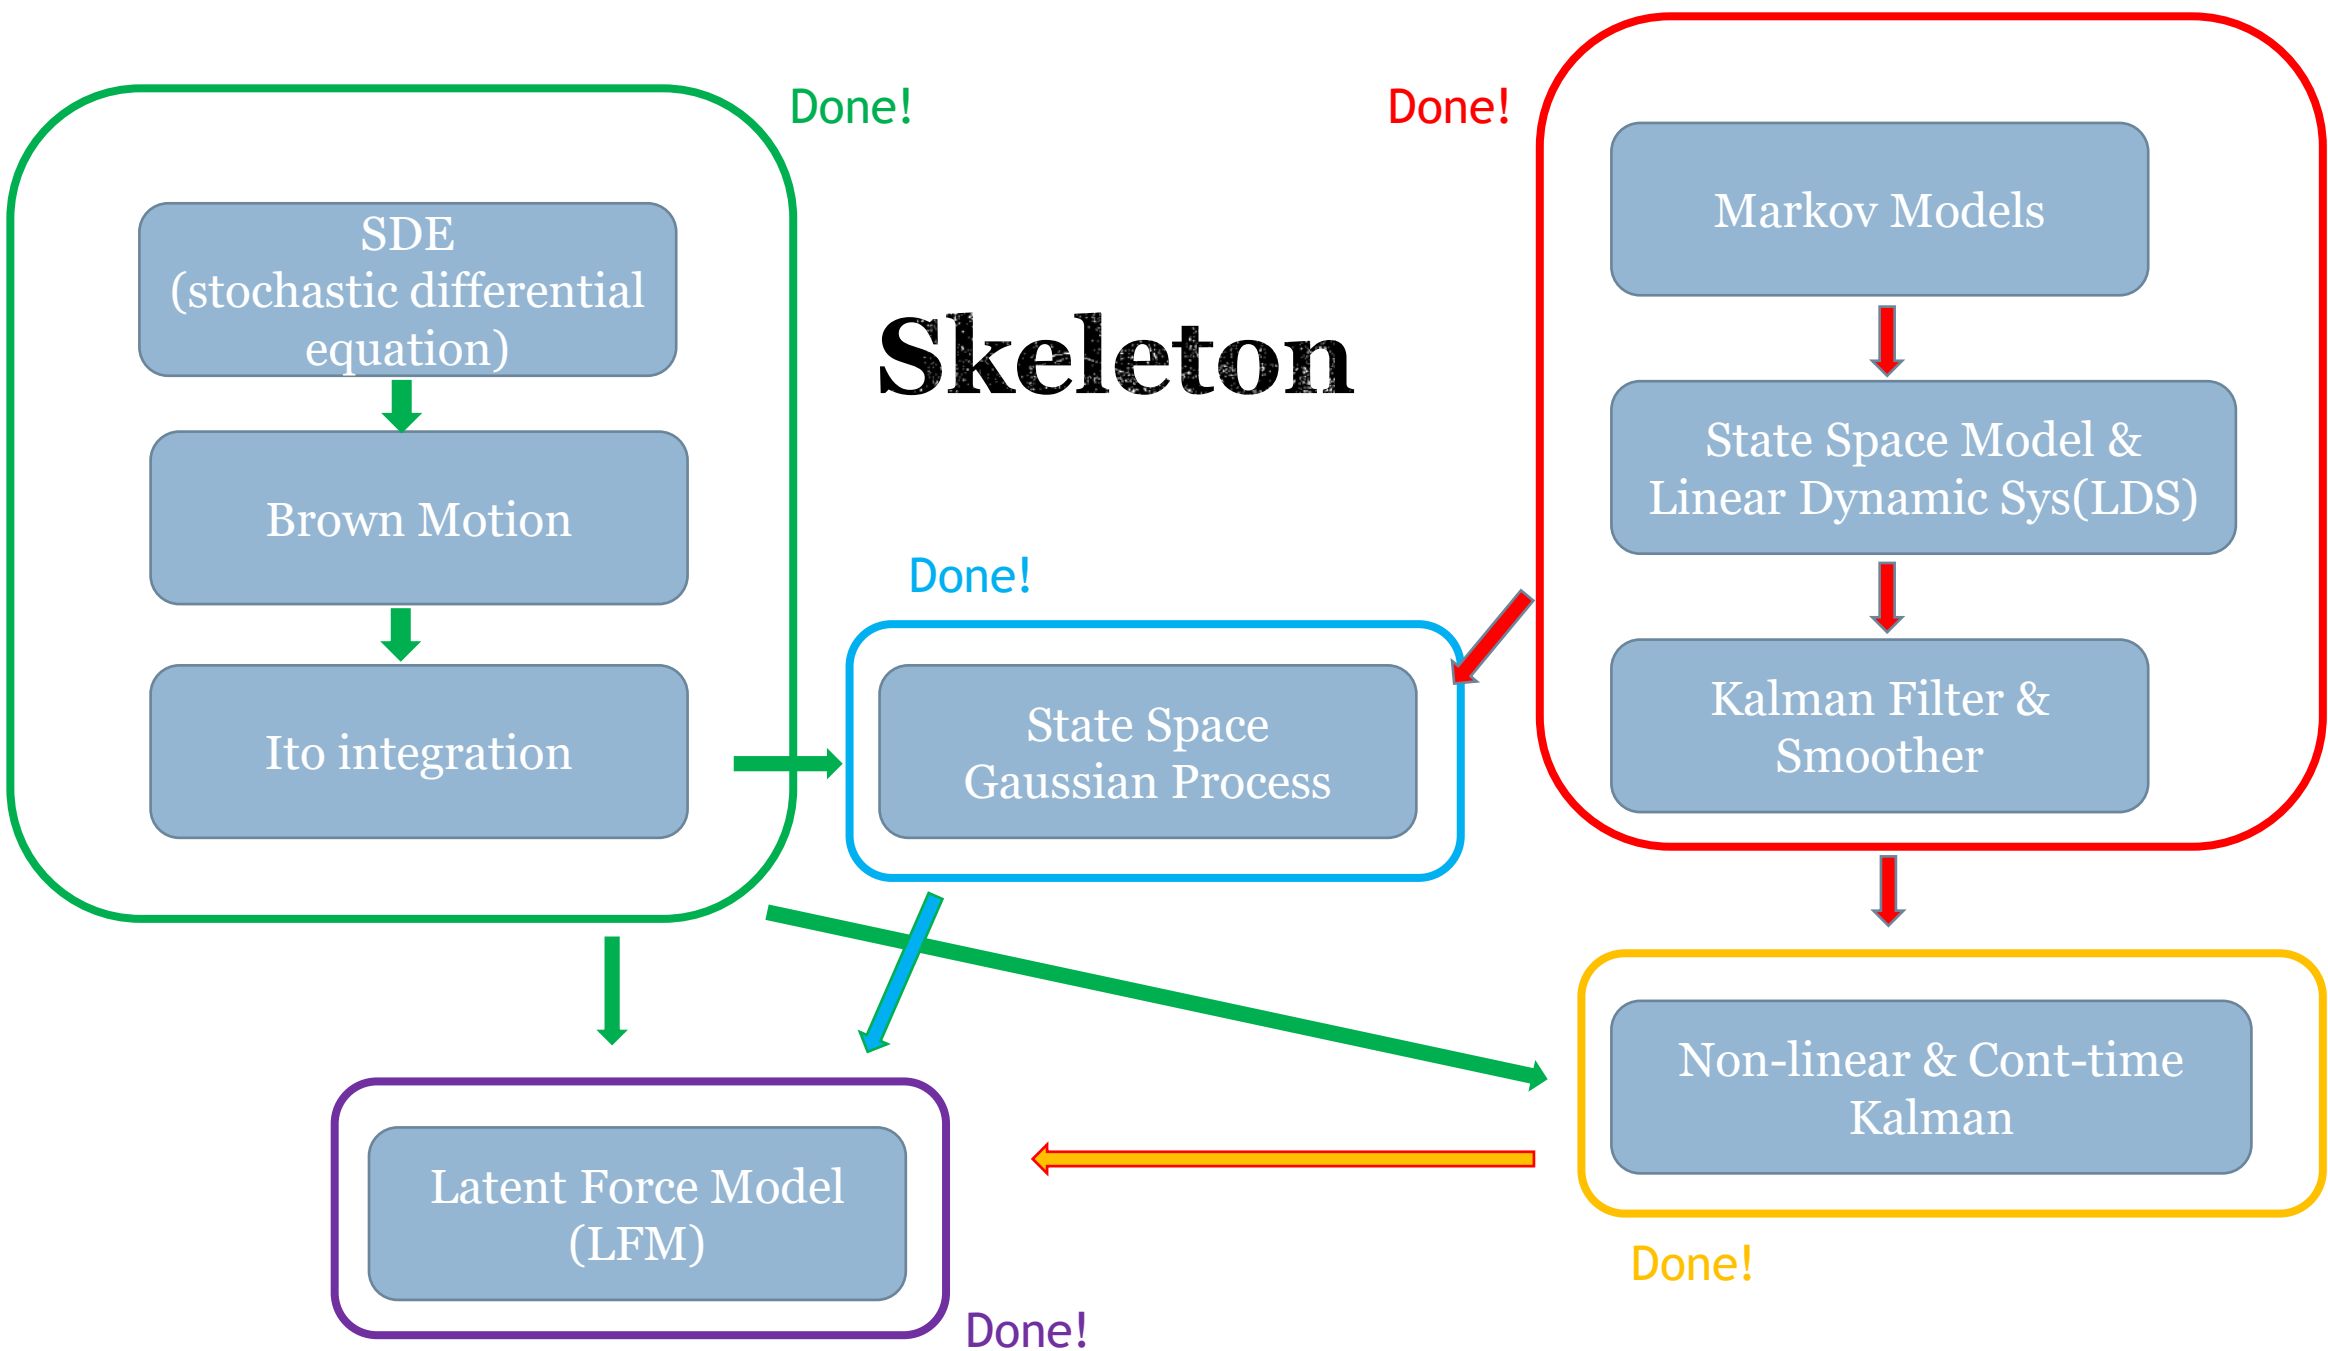 Done!
Done!
SDE
(stochastic differential
equation)
Brown Motion
Ito integration
Skeleton
Markov Models
State Space Model &
Linear Dynamic Sys(LDS)
Kalman Filter &
Smoother
Done!
State Space
Gaussian Process
Non-linear & Cont-time
Kalman
Done!
Latent Force Model
(LFM)
Done!